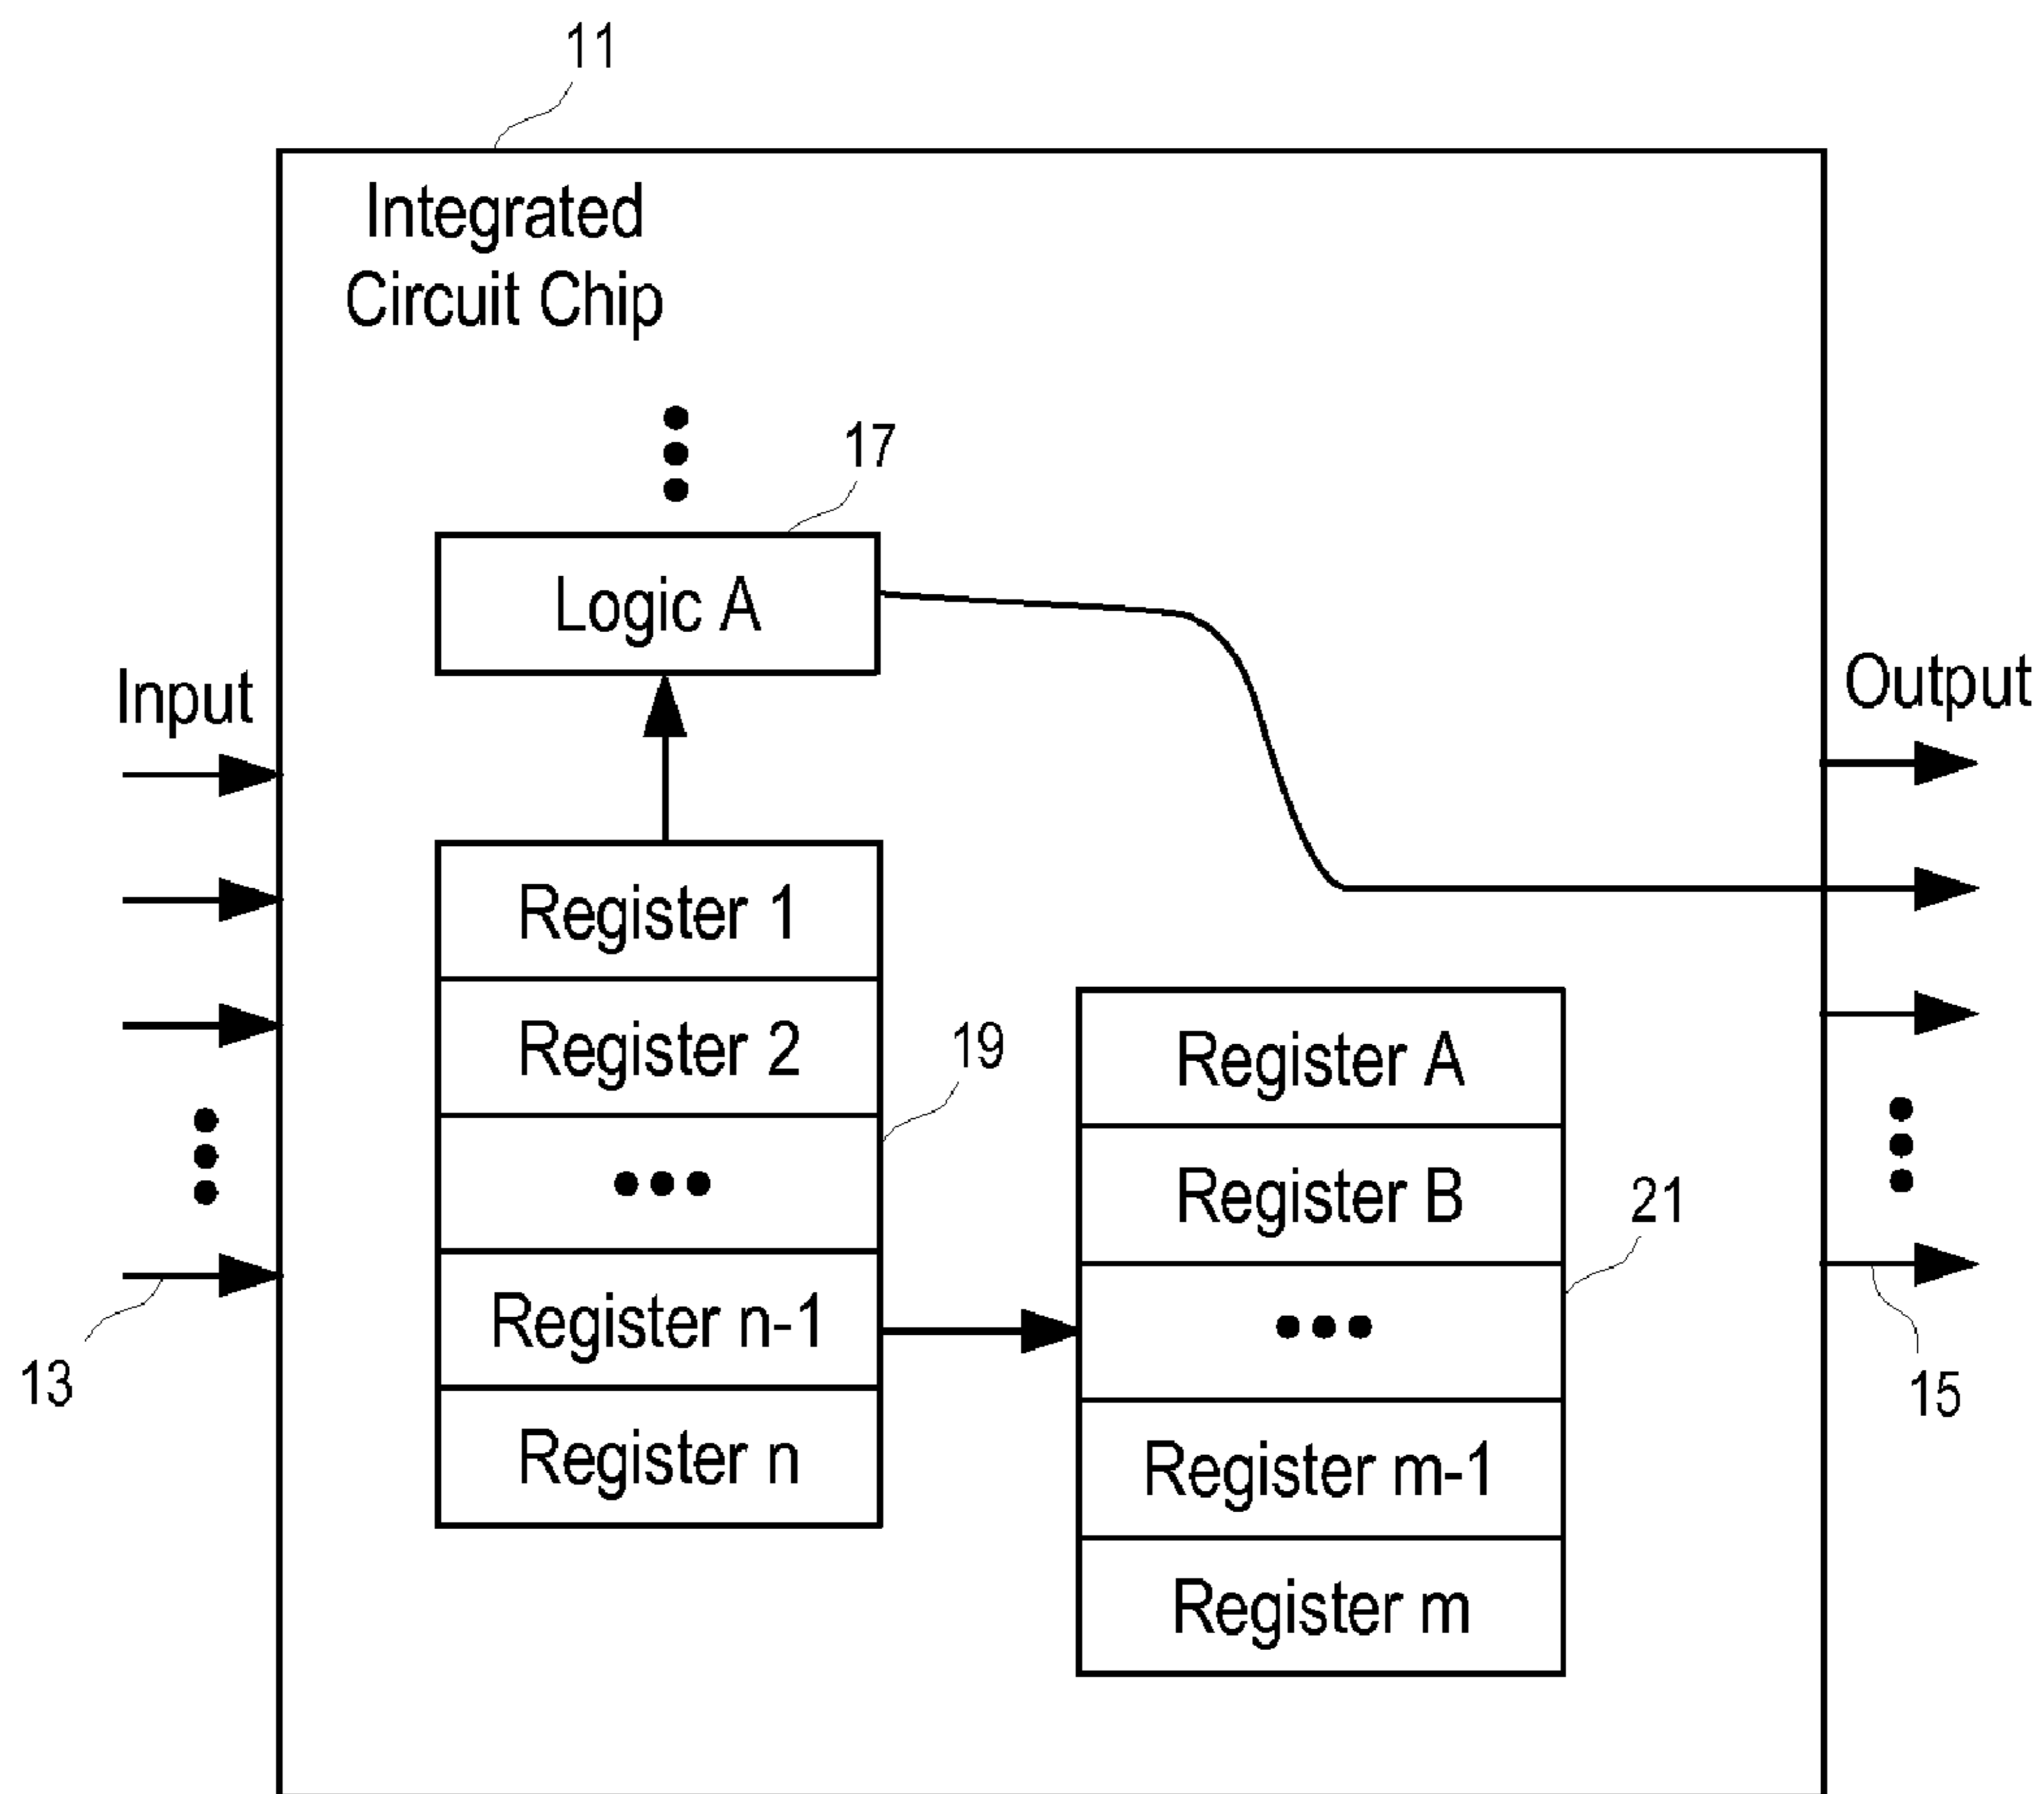 11
Integrated
Circuit Chip
17
Logic A
Input
Output
Register 1
Register 2
19
Register n-1
Register n
Register A
Register B
21
Register m-1
Register m
13
15